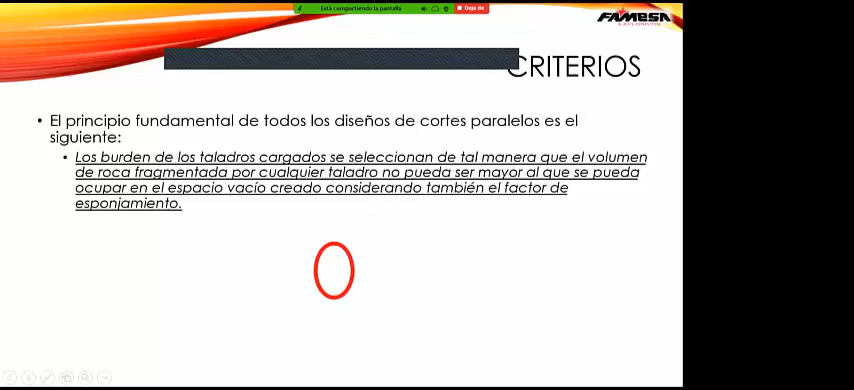 Está compartiendo la pantalla
Deja de
FAMESA
EXPLOSIVOS
CRITERIOS
• El principio fundamental de todos los diseños de cortes paralelos es el
siguiente:
• Los burden de los taladros cargados se seleccionan de tal manera que el volumen
de roca fragmentada por cualquier taladro no pueda ser mayor al que se pueda
ocupar en el espacio vacío creado considerando también el factor de
esponjamiento.